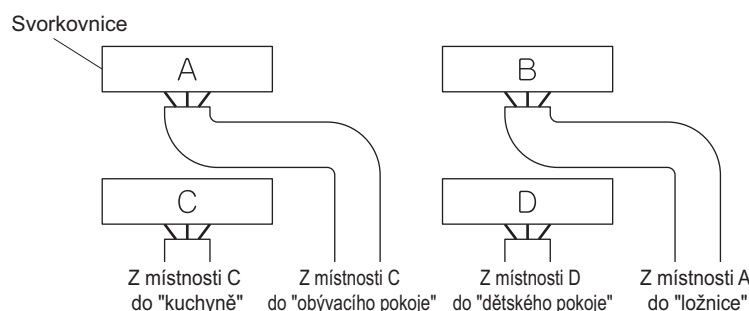 Svorkovnice
A
B
C
D
Z místnosti C
do "kuchyně"
Z místnosti C
do "obývacího pokoje"
Z místnosti D
do "dětského pokoje"
Z místnosti A
do "ložnice"